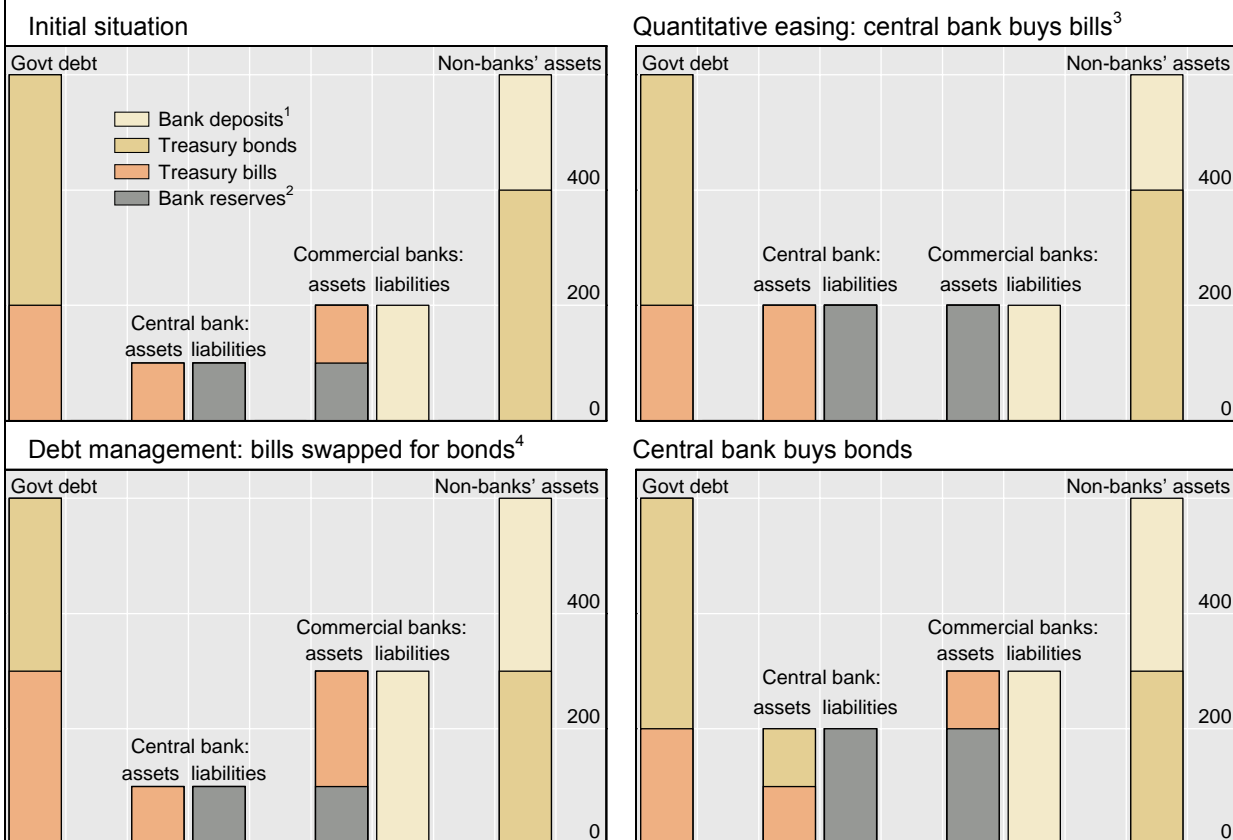 Initial situation
Govt debt
Non-banks’ assets
Bank deposits¹
Treasury bonds
Treasury bills
Bank reserves²
400
Commercial banks:
assets liabilities
200
Central bank:
assets liabilities
0
Quantitative easing: central bank buys bills³
Govt debt
Non-banks’ assets
400
Central bank:
assets liabilities
Commercial banks:
assets liabilities
200
0
Debt management: bills swapped for bonds⁴
Govt debt
Non-banks’ assets
400
Commercial banks:
assets liabilities
200
Central bank:
assets liabilities
0
Central bank buys bonds
Govt debt
Non-banks’ assets
400
Commercial banks:
assets liabilities
Central bank:
assets liabilities
200
0